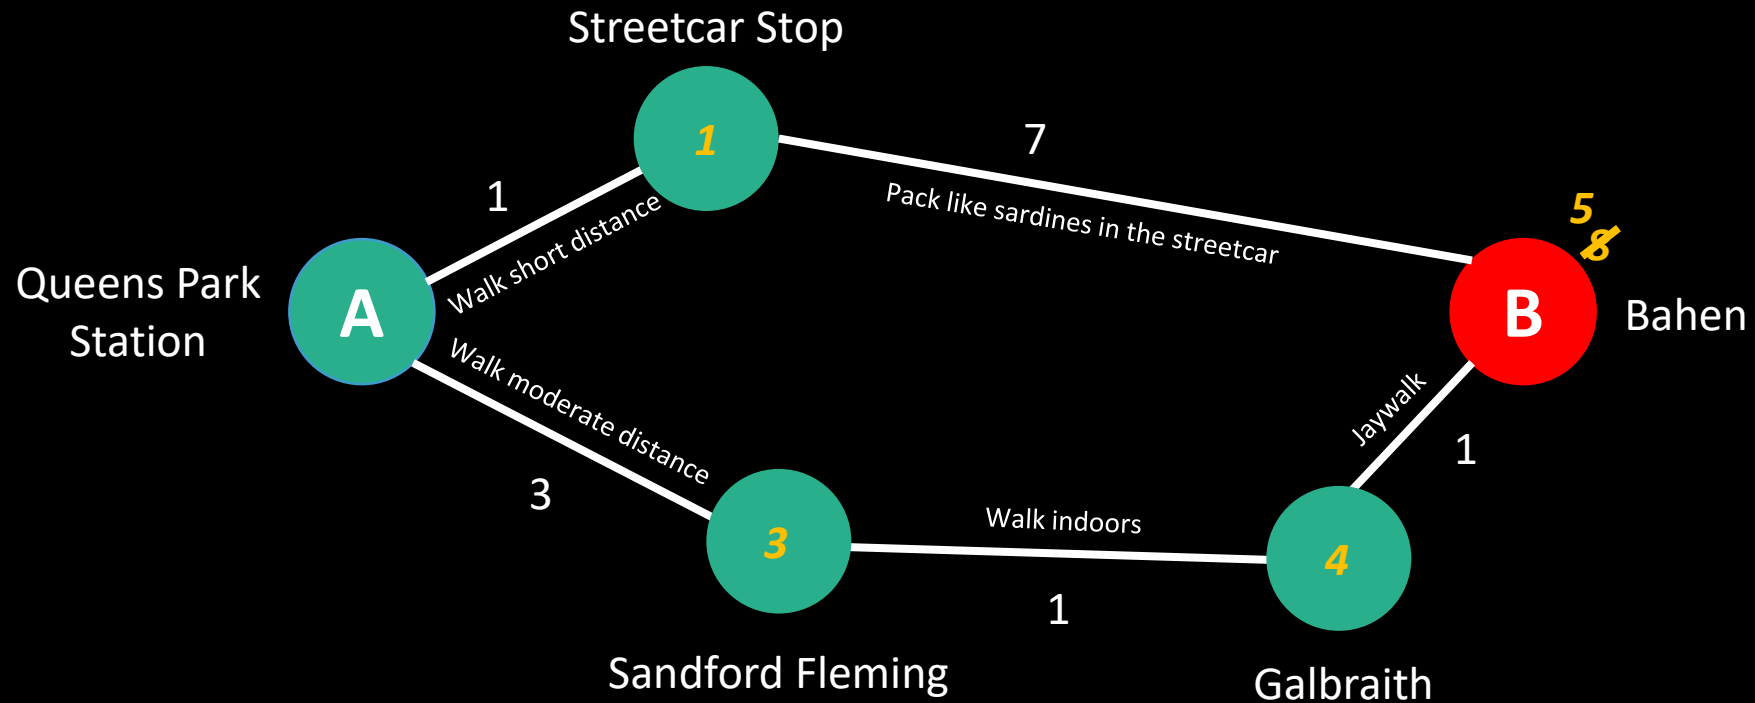 Streetcar Stop
1
7
1
Pack like sardines in the streetcar
Walk short distance
5
8
Queens Park
Station
A
B
Bahen
Walk moderate distance
Jaywalk
1
3
Walk indoors
3
4
1
Sandford Fleming
Galbraith